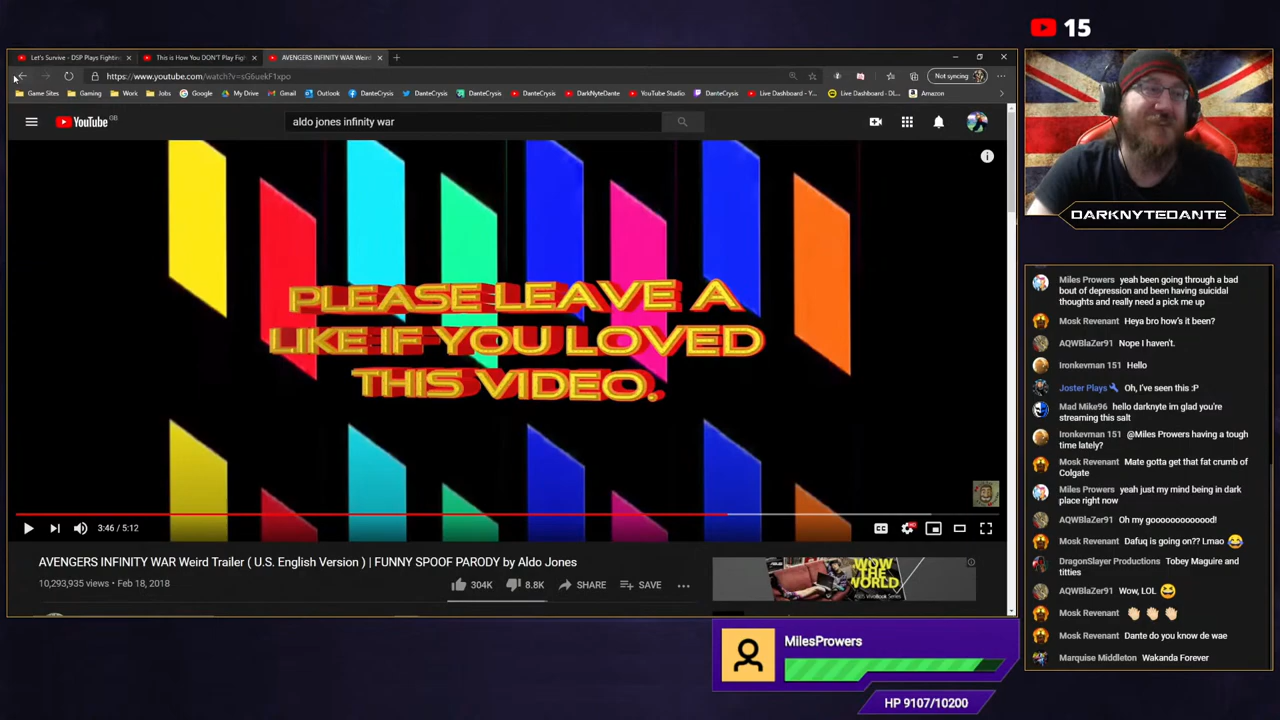 15
Let's Survive - DSP Plays Fighting
This is How You DON'T Play Figh
AVENGERS INFINITY WAR Weird
https://www.youtube.com/watch?v=sG6uekF1xpo
Not syncing
Game Sites
Gaming
Work
Jobs
Google
My Drive
Gmail
Outlook
DanteCrysis
DanteCrysis
DanteCrysis
DanteCrysis
DarkNyteDante
YouTube Studio
DanteCrysis
Live Dashboard - Y...
Live Dashboard - DL...
Amazon
YouTube GB
aldo jones infinity war
PLEASE LEAVE A
LIKE IF YOU LOVED
THIS VIDEO.
3:46 / 5:12
AVENGERS INFINITY WAR Weird Trailer ( U.S. English Version ) | FUNNY SPOOF PARODY by Aldo Jones
10,293,935 views • Feb 18, 2018
304K
8.8K
SHARE
SAVE
WOW
THE
WORLD
DARKNYTEDANTE
Miles Prowers yeah been going through a bad
bout of depression and been having suicidal
thoughts and really need a pick me up
Mosk Revenant Heya bro how's it been?
AQWBlaZer91 Nope I haven't.
Ironkevman 151 Hello
Joster Plays Oh, I've seen this :P
Mad Mike96 hello darknyte im glad you're
streaming this salt
Ironkevman 151 @Miles Prowers having a tough
time lately?
Mosk Revenant Mate gotta get that fat crumb of
Colgate
Miles Prowers yeah just my mind being in dark
place right now
AQWBlaZer91 Oh my goooooooooood!
Mosk Revenant Dafuq is going on?? Lmao 😂
DragonSlayer Productions Tobey Maguire and
titties
AQWBlaZer91 Wow, LOL 😆
Mosk Revenant 👏🏻 👏🏻 👏🏻
Mosk Revenant Dante do you know de wae
Marquise Middleton Wakanda Forever
MilesProwers
HP 9107/10200